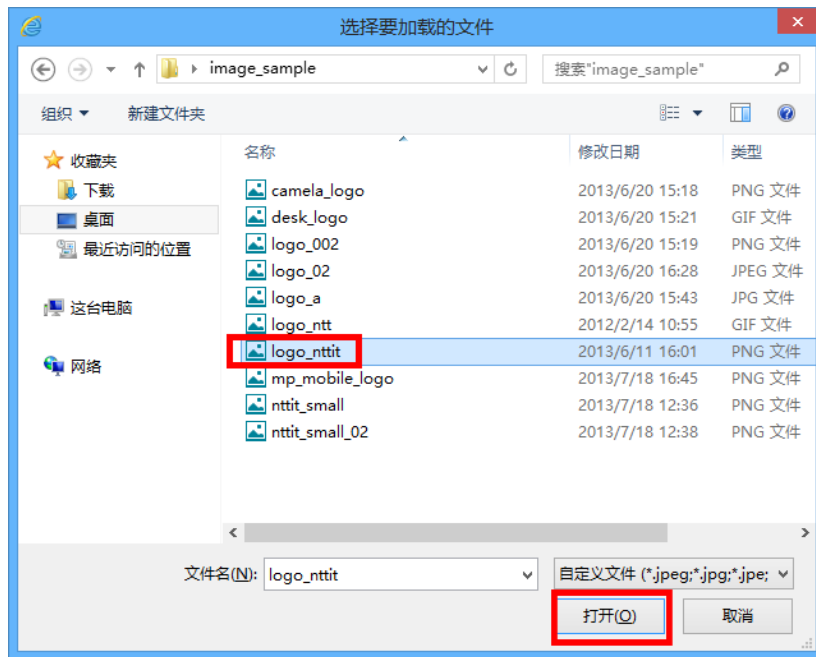 选择要加载的文件
image_sample
搜索"image_sample"
组织 新建文件夹
收藏夹
下载
桌面
最近访问的位置
这台电脑
网络
名称 修改日期 类型
camela_logo 2013/6/20 15:18 PNG 文件
desk_logo 2013/6/20 15:21 GIF 文件
logo_002 2013/6/20 15:19 PNG 文件
logo_02 2013/6/20 16:28 JPEG 文件
logo_a 2013/6/20 15:43 JPG 文件
logo_ntt 2012/2/14 10:55 GIF 文件
logo_nttit 2013/6/11 16:01 PNG 文件
mp_mobile_logo 2013/7/18 16:45 PNG 文件
nttit_small 2013/7/18 12:36 PNG 文件
nttit_small_02 2013/7/18 12:38 PNG 文件
文件名(N): logo_nttit 自定义文件 (*.jpeg;*.jpg;*.jpe;
打开(O) 取消